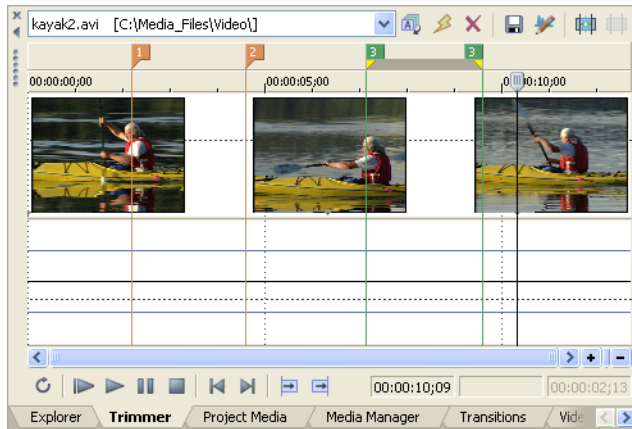 kayak2.avi [C:\Media_Files\Video\]
1 2 3 3
00:00:00;00 00:00:05;00 00:00:10;00
00:00:10;09 00:00:02;13
Explorer Trimmer Project Media Media Manager Transitions Vide